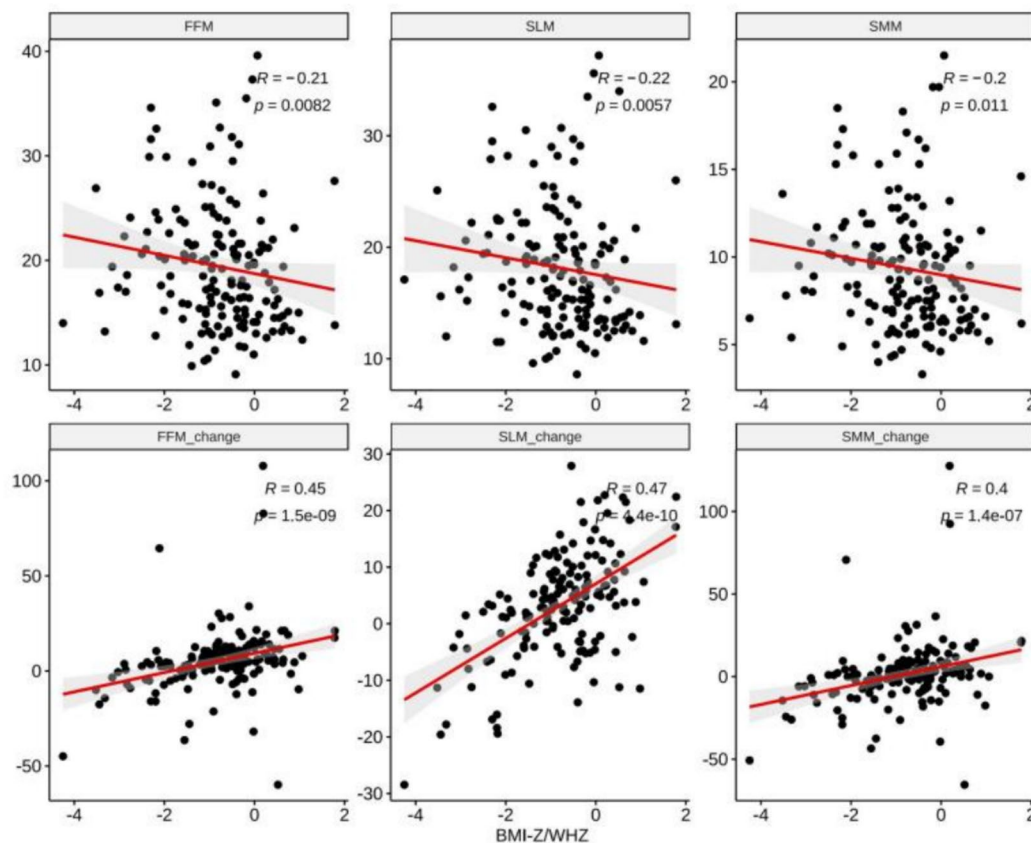 FFM SLM SMM
40
30
20
10
R = −0.21
p = 0.0082
30
20
10
R = −0.22
p = 0.0057
20
15
10
5
R = −0.2
p = 0.011
-4 -2 0 2 -4 -2 0 2 -4 -2 0 2
FFM_change SLM_change SMM_change
100
50
0
-50
R = 0.45
p = 1.5e-09
30
20
10
0
-10
-20
-30
R = 0.47
p = 4.4e-10
100
50
0
-50
R = 0.4
p = 1.4e-07
-4 -2 0 2 -4 -2 0 2 -4 -2 0 2
BMI-Z/WHZ